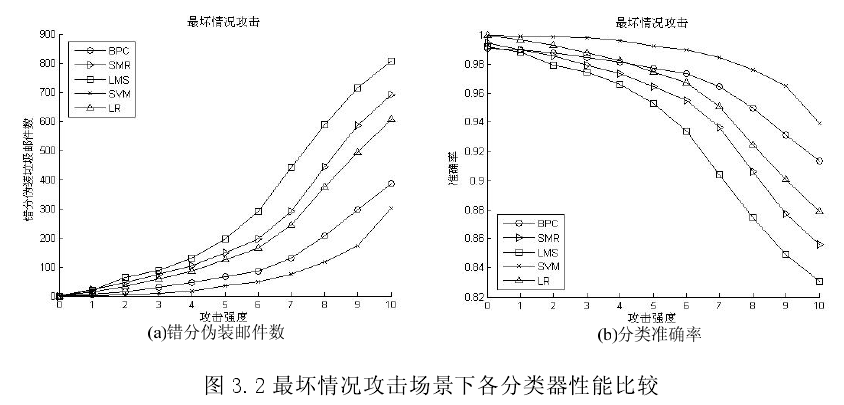 最坏情况攻击
900
800
700
600
500
400
300
200
100
0
错分伪装垃圾邮件数
BPC
SMR
LMS
SVM
LR
0 1 2 3 4 5 6 7 8 9 10
攻击强度
(a)错分伪装邮件数
最坏情况攻击
1
0.98
0.96
0.94
0.92
0.9
0.88
0.86
0.84
0.82
准确率
BPC
SMR
LMS
SVM
LR
0 1 2 3 4 5 6 7 8 9 10
攻击强度
(b)分类准确率
图 3.2 最坏情况攻击场景下各分类器性能比较